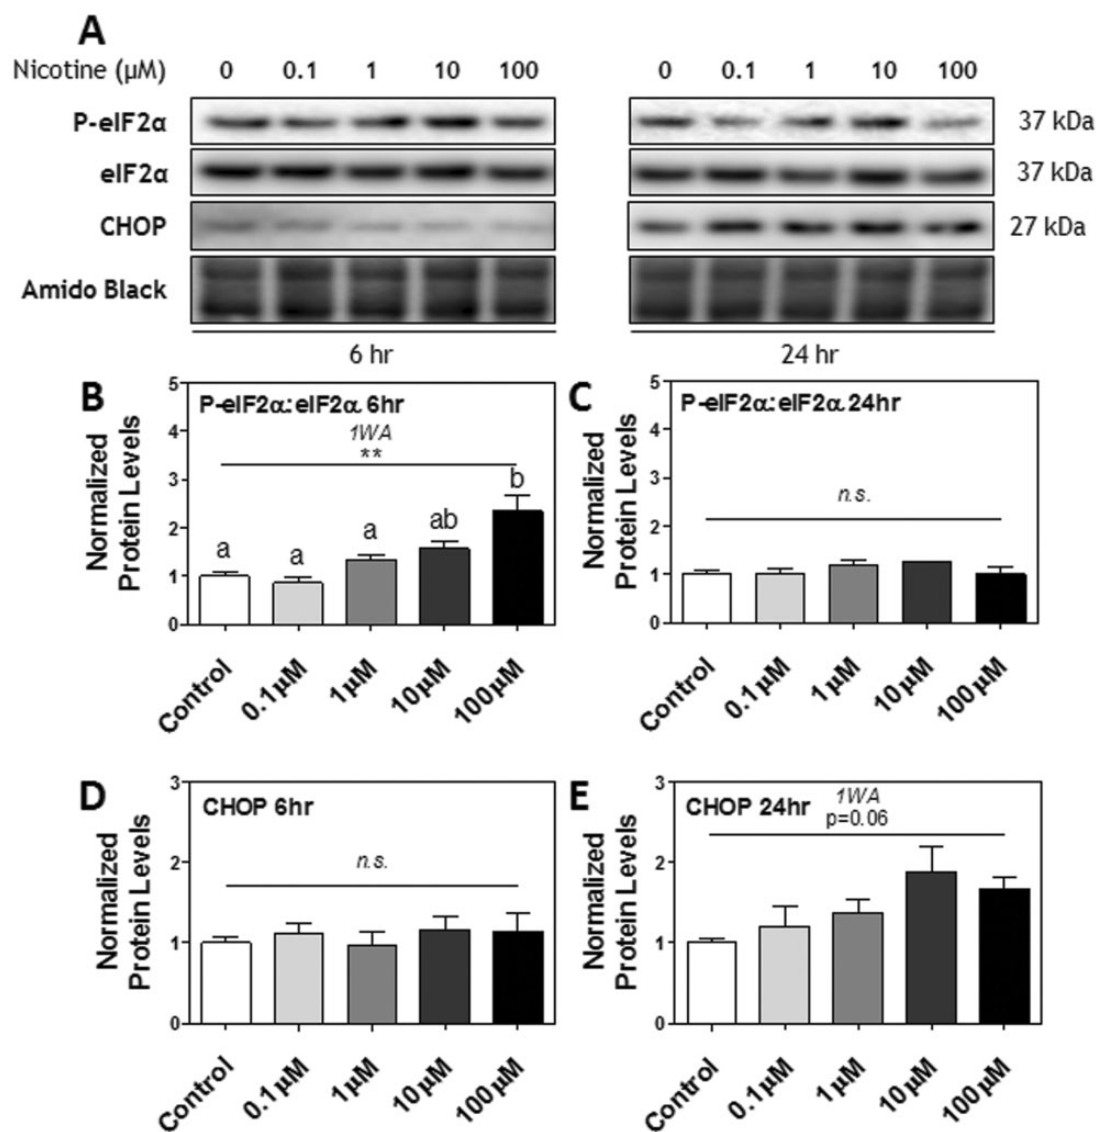 A
Nicotine (µM) 0 0.1 1 10 100 0 0.1 1 10 100
P-eIF2α 37 kDa
eIF2α 37 kDa
CHOP 27 kDa
Amido Black
6 hr 24 hr
B
P-eIF2α:eIF2α 6hr
1WA
**
a a a ab b
Normalized
Protein Levels
5
4
3
2
1
0
Control 0.1µM 1µM 10µM 100µM
C
P-eIF2α:eIF2α 24hr
n.s.
Normalized
Protein Levels
5
4
3
2
1
0
Control 0.1µM 1µM 10µM 100µM
D
CHOP 6hr
n.s.
Normalized
Protein Levels
3
2
1
0
Control 0.1µM 1µM 10µM 100µM
E
CHOP 24hr
1WA
p=0.06
Normalized
Protein Levels
3
2
1
0
Control 0.1µM 1µM 10µM 100µM